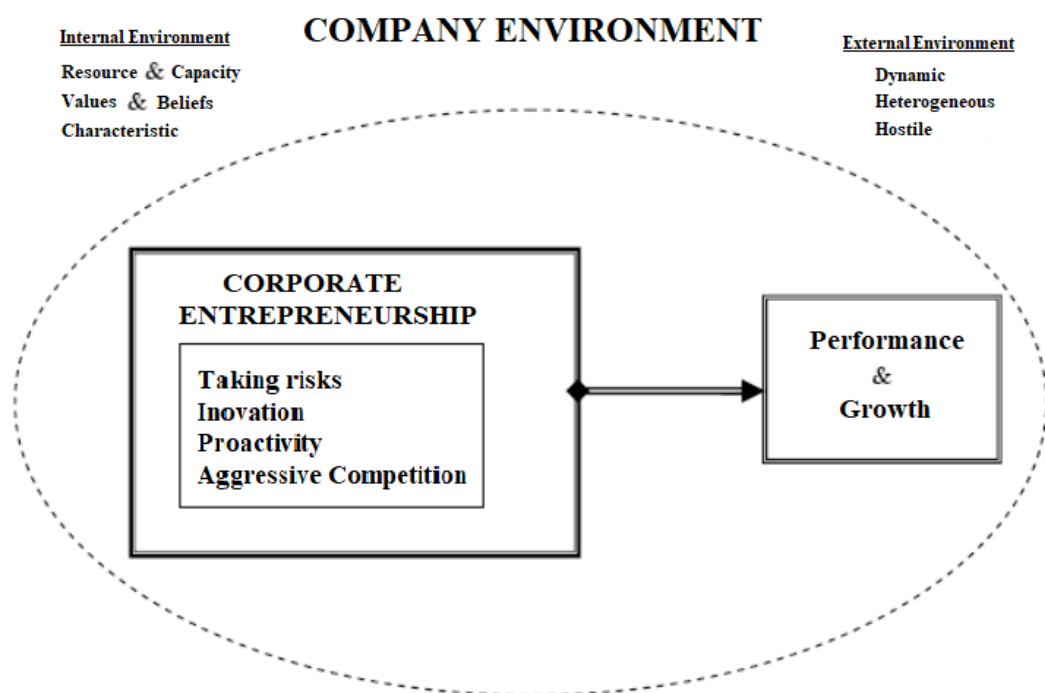 COMPANY ENVIRONMENT
Internal Environment
Resource & Capacity
Values & Beliefs
Characteristic
External Environment
Dynamic
Heterogeneous
Hostile
CORPORATE
ENTREPRENEURSHIP
Taking risks
Inovation
Proactivity
Aggressive Competition
Performance
&
Growth